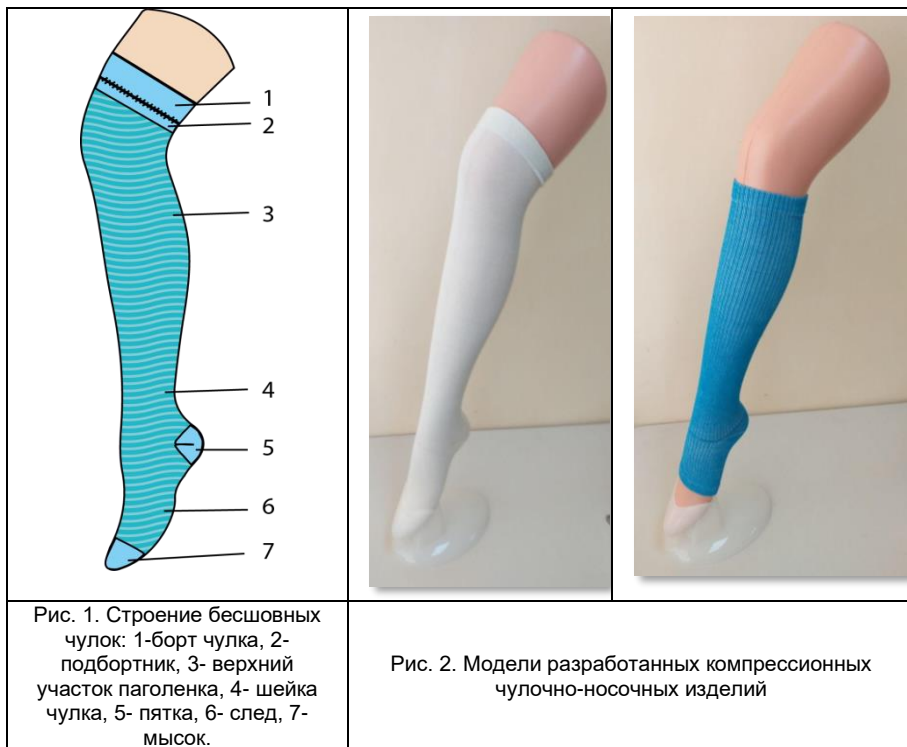 1
2
3
4
5
6
7
Рис. 1. Строение бесшовных
чулок: 1-борт чулка, 2-
подбортник, 3- верхний
участок паголенка, 4- шейка
чулка, 5- пятка, 6- след, 7-
мысок.
Рис. 2. Модели разработанных компрессионных
чулочно-носочных изделий